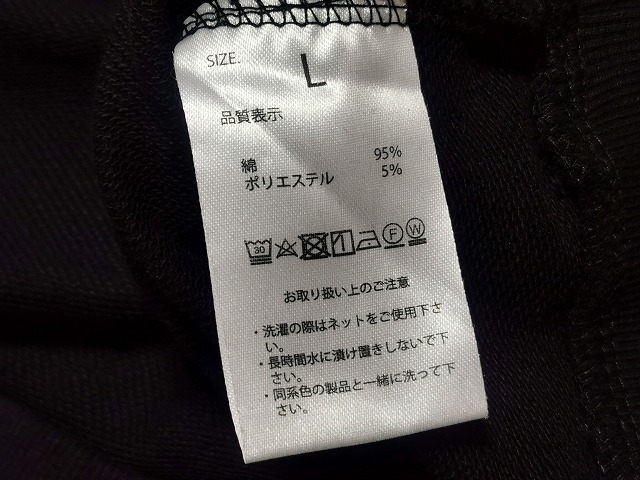 SIZE.
L
品質表示
綿 95%
ポリエステル 5%
30 F W
お取り扱い上のご注意
・洗濯の際はネットをご使用下さ
い。
・長時間水に漬け置きしないで下
さい。
・同系色の製品と一緒に洗って下
さい。